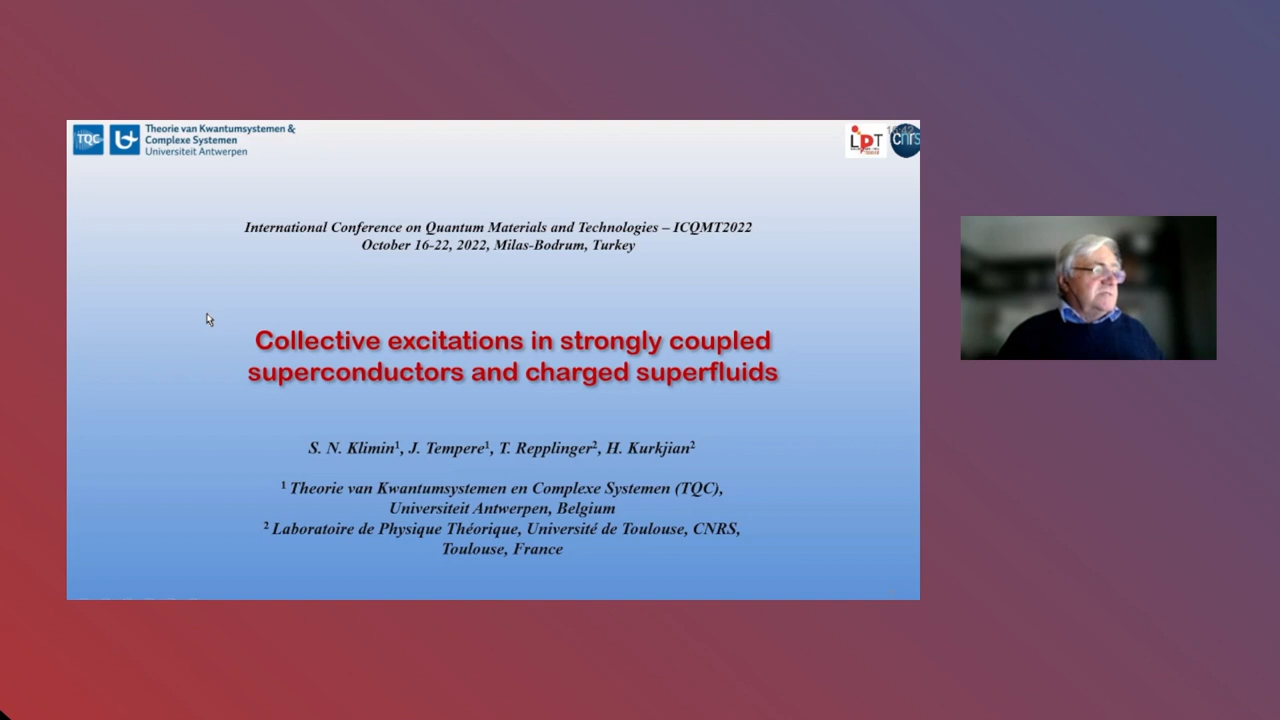 TQC
Theorie van Kwantumsystemen &
Complexe Systemen
Universiteit Antwerpen
LPT
cnrs
International Conference on Quantum Materials and Technologies – ICQMT2022
October 16-22, 2022, Milas-Bodrum, Turkey
Collective excitations in strongly coupled
superconductors and charged superfluids
S. N. Klimin¹, J. Tempere¹, T. Repplinger², H. Kurkjian²
¹ Theorie van Kwantumsystemen en Complexe Systemen (TQC),
Universiteit Antwerpen, Belgium
² Laboratoire de Physique Théorique, Université de Toulouse, CNRS,
Toulouse, France